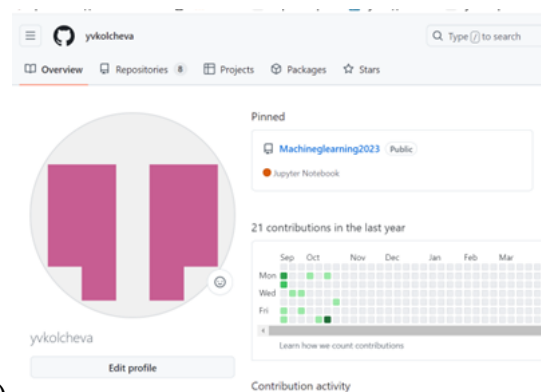 yvkolcheva
Type / to search
Overview Repositories 8 Projects Packages Stars
Pinned
Machineglearning2023 Public
Jupyter Notebook
21 contributions in the last year
Sep Oct Nov Dec Jan Feb Mar
Mon
Wed
Fri
Learn how we count contributions
yvkolcheva
Edit profile
Contribution activity
)